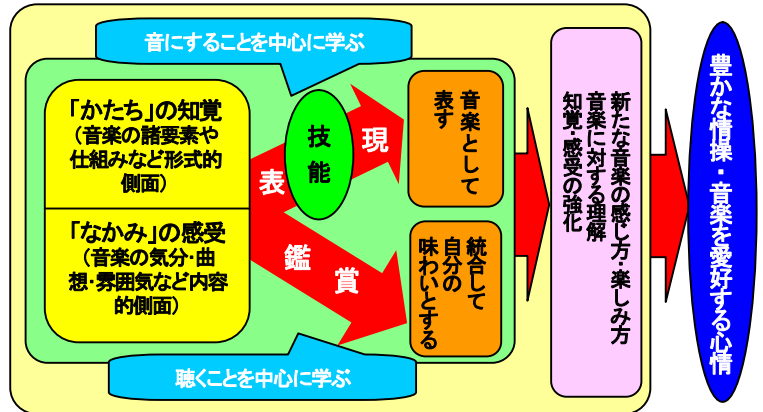 音にすることを中心に学ぶ
「かたち」の知覚
（音楽の諸要素や
仕組みなど形式的
側面）
「なかみ」の感受
（音楽の気分・曲
想・雰囲気など内容
的側面）
技
能
表
現
鑑
賞
音楽として
表す
統合して
自分の
味わいとする
聴くことを中心に学ぶ
新たな音楽の感じ方・楽しみ方
音楽に対する理解
知覚・感受の強化
豊かな情操・音楽を愛好する心情